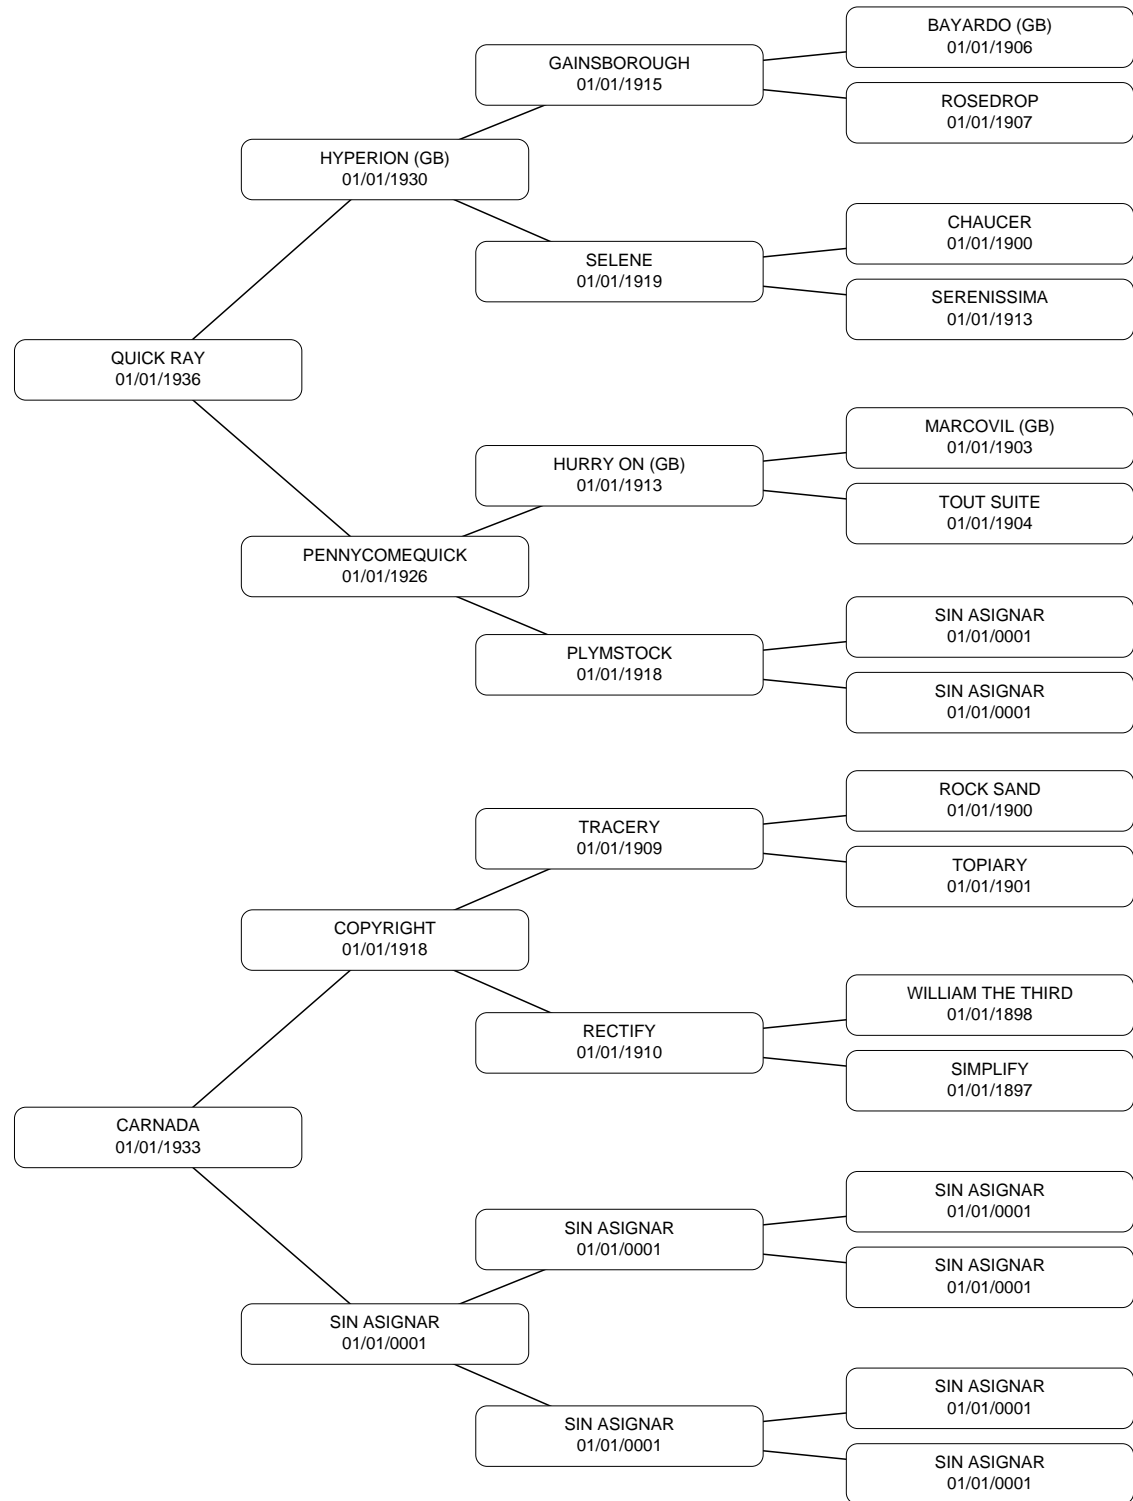 BAYARDO (GB)
01/01/1906
GAINSBOROUGH
01/01/1915
ROSEDROP
01/01/1907
HYPERION (GB)
01/01/1930
CHAUCER
01/01/1900
SELENE
01/01/1919
SERENISSIMA
01/01/1913
QUICK RAY
01/01/1936
MARCOVIL (GB)
01/01/1903
HURRY ON (GB)
01/01/1913
TOUT SUITE
01/01/1904
PENNYCOMEQUICK
01/01/1926
SIN ASIGNAR
01/01/0001
PLYMSTOCK
01/01/1918
SIN ASIGNAR
01/01/0001
ROCK SAND
01/01/1900
TRACERY
01/01/1909
TOPIARY
01/01/1901
COPYRIGHT
01/01/1918
WILLIAM THE THIRD
01/01/1898
RECTIFY
01/01/1910
SIMPLIFY
01/01/1897
CARNADA
01/01/1933
SIN ASIGNAR
01/01/0001
SIN ASIGNAR
01/01/0001
SIN ASIGNAR
01/01/0001
SIN ASIGNAR
01/01/0001
SIN ASIGNAR
01/01/0001
SIN ASIGNAR
01/01/0001
SIN ASIGNAR
01/01/0001